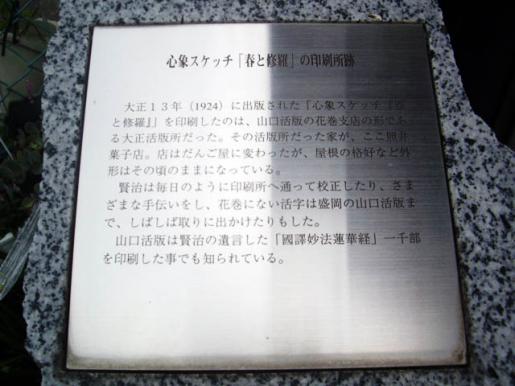 心象スケッチ「春と修羅」の印刷所跡
大正13年（1924）に出版された『心象スケッチ『春
と修羅』』を印刷したのは、山口活版の花巻支店の形であ
る大正活版所だった。その活版所だった家が、ここ照井
菓子店。店はだんご屋に変わったが、屋根の格好など外
形はその頃のままになっている。
賢治は毎日のように印刷所へ通って校正したり、さま
ざまな手伝いをし、花巻にない活字は盛岡の山口活版ま
で、しばしば取りに出かけたりもした。
山口活版は賢治の遺言した「國譯妙法蓮華経」一千部
を印刷した事でも知られている。